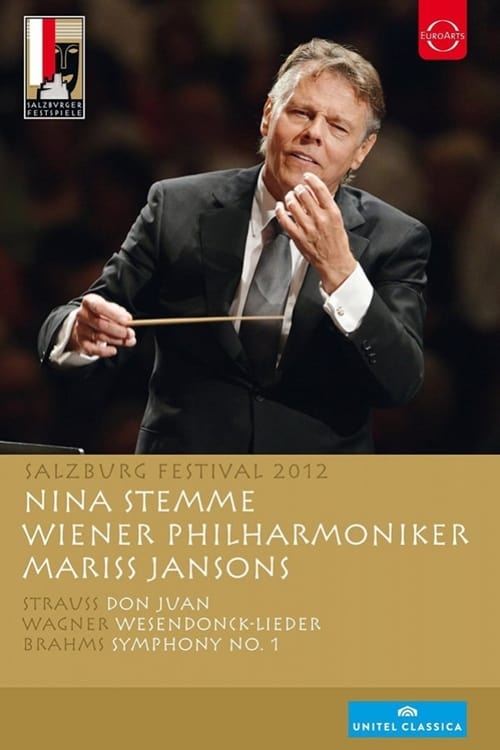 SALZBURGER
FESTSPIELE
EUROARTS
SALZBURG FESTIVAL 2012
NINA STEMME
WIENER PHILHARMONIKER
MARISS JANSONS
STRAUSS DON JUAN
WAGNER WESENDONCK-LIEDER
BRAHMS SYMPHONY NO. 1
UNITEL CLASSICA